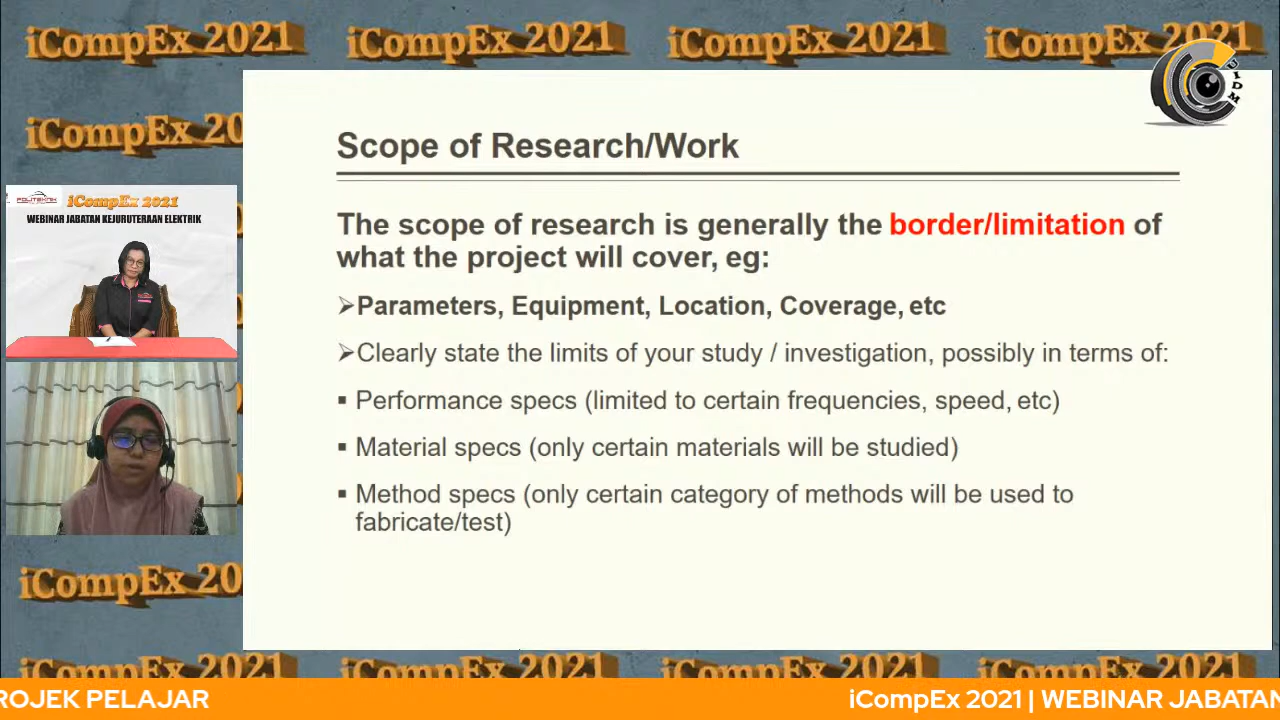 iCompEx 2021 iCompEx 2021 iCompEx 2021 iCompEx 2021
UIDM
iCompEx 20
Scope of Research/Work
POLITEKNIK iCompEx 2021
WEBINAR JABATAN KEJURUTERAAN ELEKTRIK
The scope of research is generally the border/limitation of
what the project will cover, eg:
➢Parameters, Equipment, Location, Coverage, etc
➢Clearly state the limits of your study / investigation, possibly in terms of:
▪ Performance specs (limited to certain frequencies, speed, etc)
▪ Material specs (only certain materials will be studied)
▪ Method specs (only certain category of methods will be used to
fabricate/test)
iCompEx 20
iCompEx 2021 iCompEx 2021 iCompEx 2021 iCompEx 2021
ROJEK PELAJAR
iCompEx 2021 | WEBINAR JABATAN